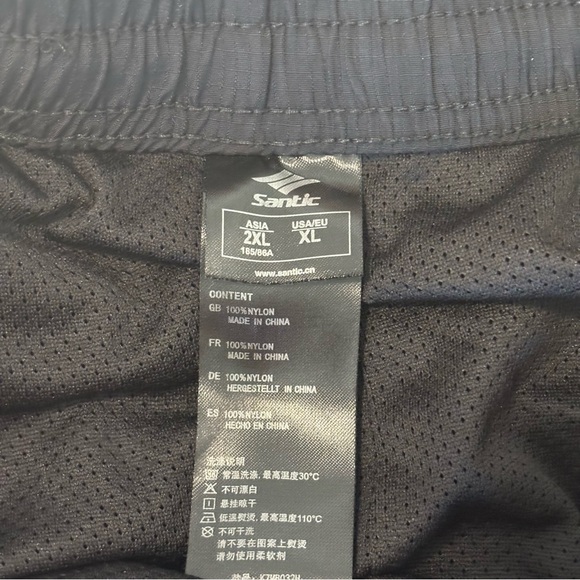 Santic
ASIA USA/EU
2XL XL
185/86A
www.santic.cn
CONTENT
GB 100%NYLON
MADE IN CHINA
FR 100%NYLON
MADE IN CHINA
DE 100%NYLON
HERGESTELLT IN CHINA
ES 100%NYLON
HECHO EN CHINA
洗涤说明
常温洗涤,最高温度30°C
不可漂白
悬挂晾干
低温熨烫,最高温度110°C
不可干洗
请不要在图案上熨烫
请勿使用柔软剂
款号: K7MB032H